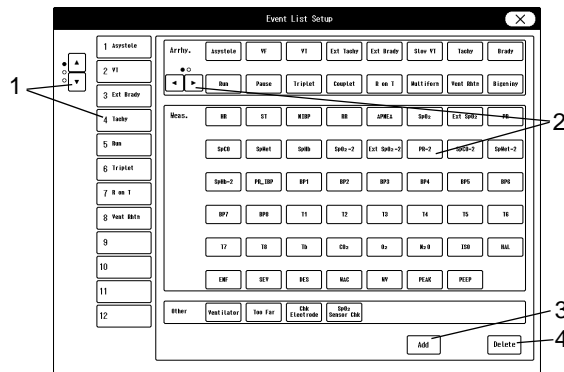 Event List Setup
1 Asystole
2 VT
3 Ext Brady
4 Tachy
5 Run
6 Triplet
7 R on T
8 Vent Rhtn
9
10
11
12
Arrhy. Asystole VF VT Ext Tachy Ext Brady Slow VT Tachy Brady
Run Pause Triplet Couplet R on T Multiform Vent Rhtn Bigeminy
Meas. HR ST NIBP RR APNEA SpO₂ Ext SpO₂ PR
SpCO SpMet SpHb SpO₂-2 Ext SpO₂-2 PR-2 SpCO-2 SpMet-2
SpHb-2 PR_IBP BP1 BP2 BP3 BP4 BP5 BP6
BP7 BP8 T1 T2 T3 T4 T5 T6
T7 T8 Tb CO₂ O₂ N₂O ISO HAL
ENF SEV DES MAC MV PEAK PEEP
Other Ventilator Too Far Chk Electrode SpO₂ Sensor Chk
Add Delete
1
2
3
4